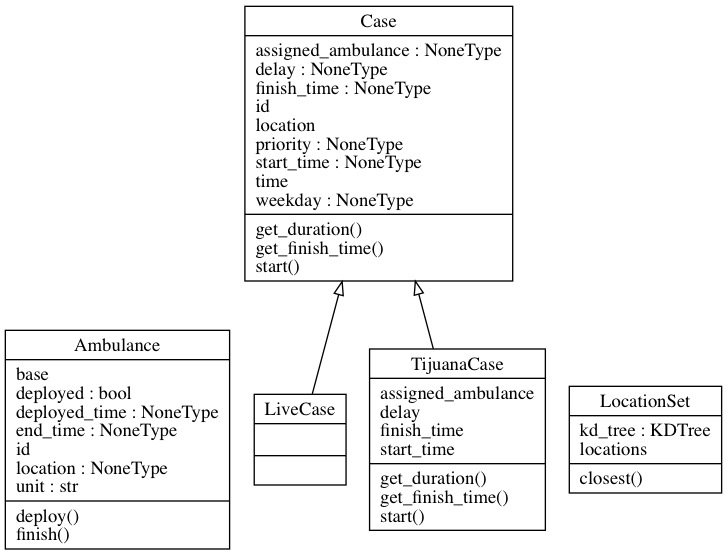 Case
assigned_ambulance : NoneType
delay : NoneType
finish_time : NoneType
id
location
priority : NoneType
start_time : NoneType
time
weekday : NoneType
get_duration()
get_finish_time()
start()
Ambulance
base
deployed : bool
deployed_time : NoneType
end_time : NoneType
id
location : NoneType
unit : str
deploy()
finish()
LiveCase
TijuanaCase
assigned_ambulance
delay
finish_time
start_time
get_duration()
get_finish_time()
start()
LocationSet
kd_tree : KDTree
locations
closest()